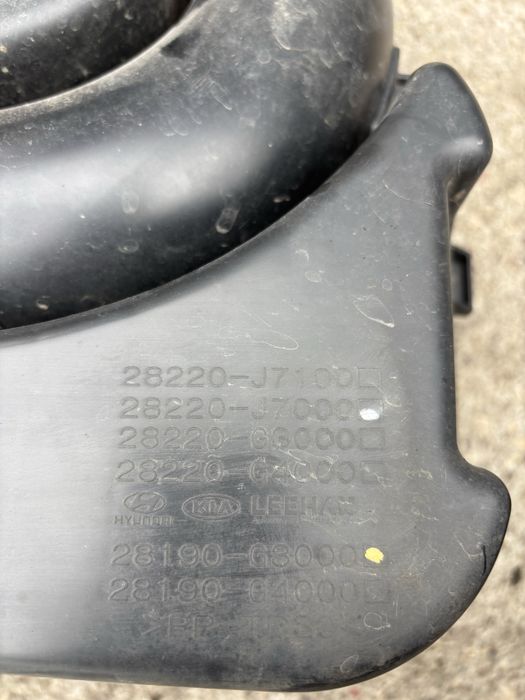 28220-J7100□
28220-J7000□
28220-G3000□
28220-G4000□
HYUNDAI KIA LEEHAN
28190-G3000□
28190-G4000□